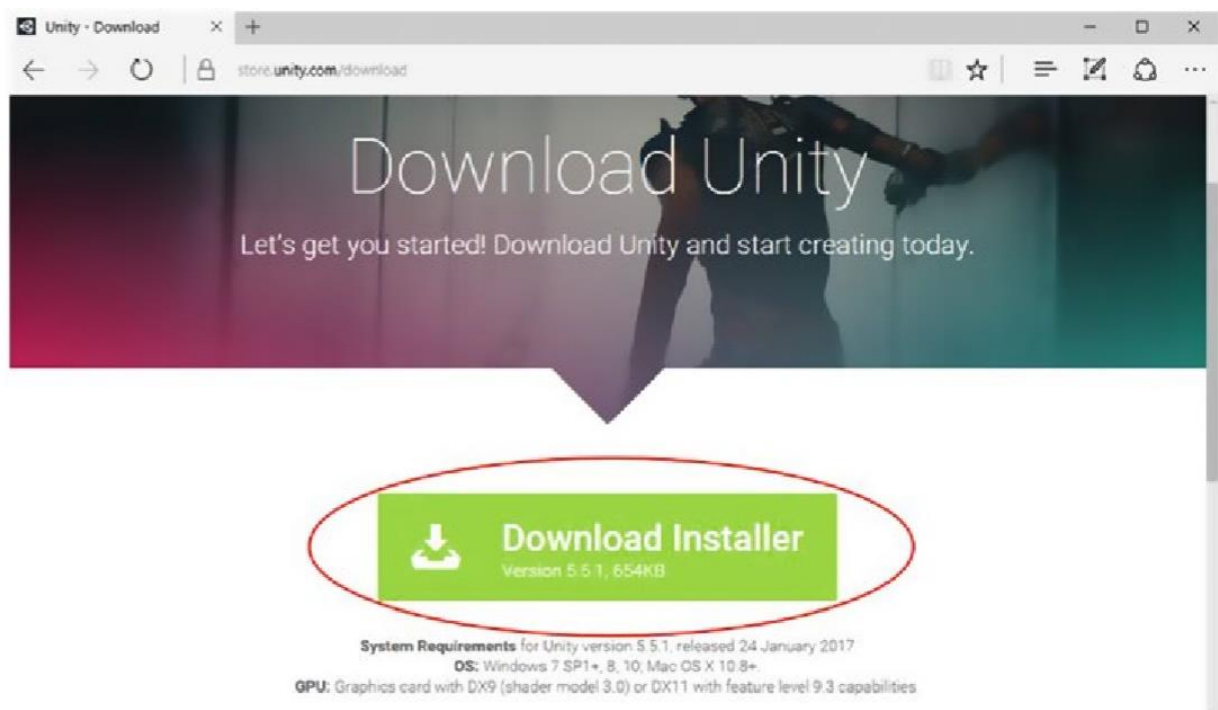 Unity - Download
store.unity.com/download
Download Unity
Let's get you started! Download Unity and start creating today.
Download Installer
Version 5.5.1, 654KB
System Requirements for Unity version 5.5.1, released 24 January 2017
OS: Windows 7 SP1+, 8, 10; Mac OS X 10.8+.
GPU: Graphics card with DX9 (shader model 3.0) or DX11 with feature level 9.3 capabilities